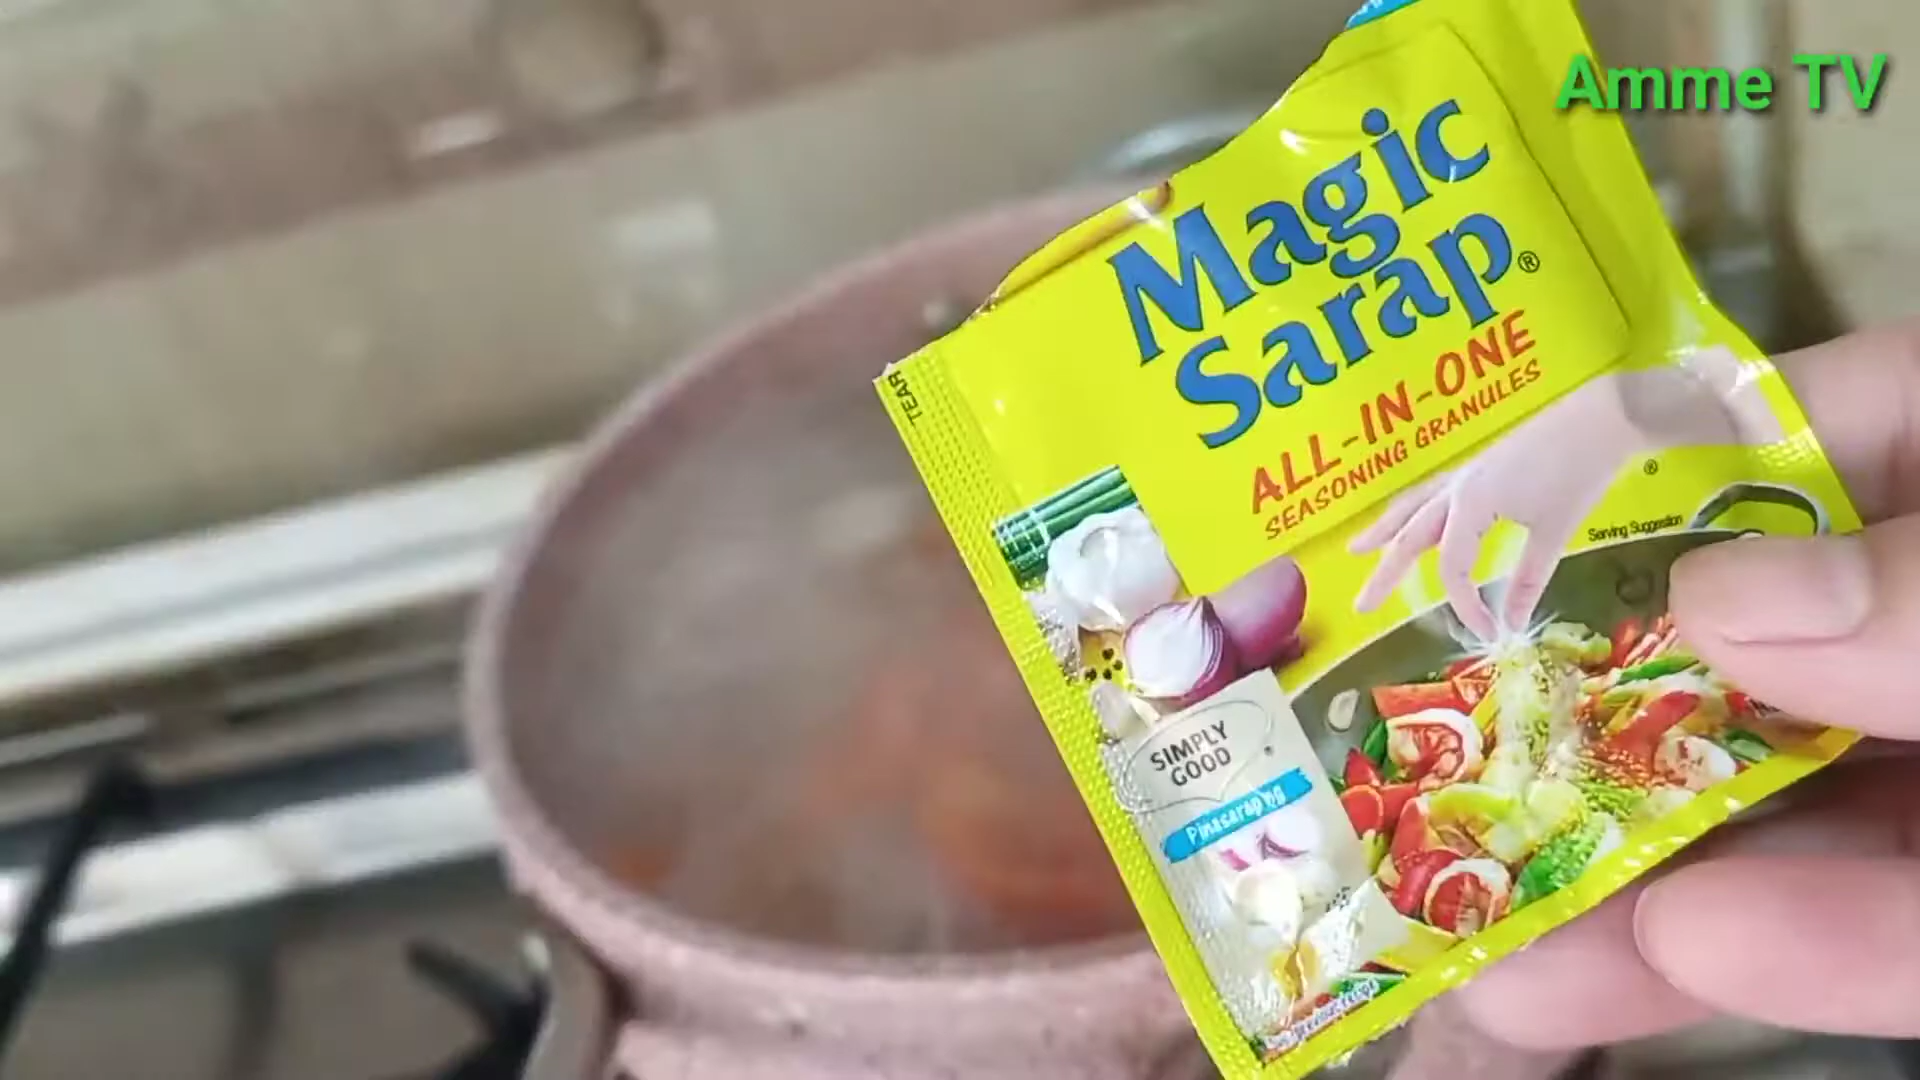 Amme TV
Magic
Sarap®
ALL-IN-ONE
SEASONING GRANULES
TEAR
®
Serving Suggestion
SIMPLY
GOOD
Pinasarap ng